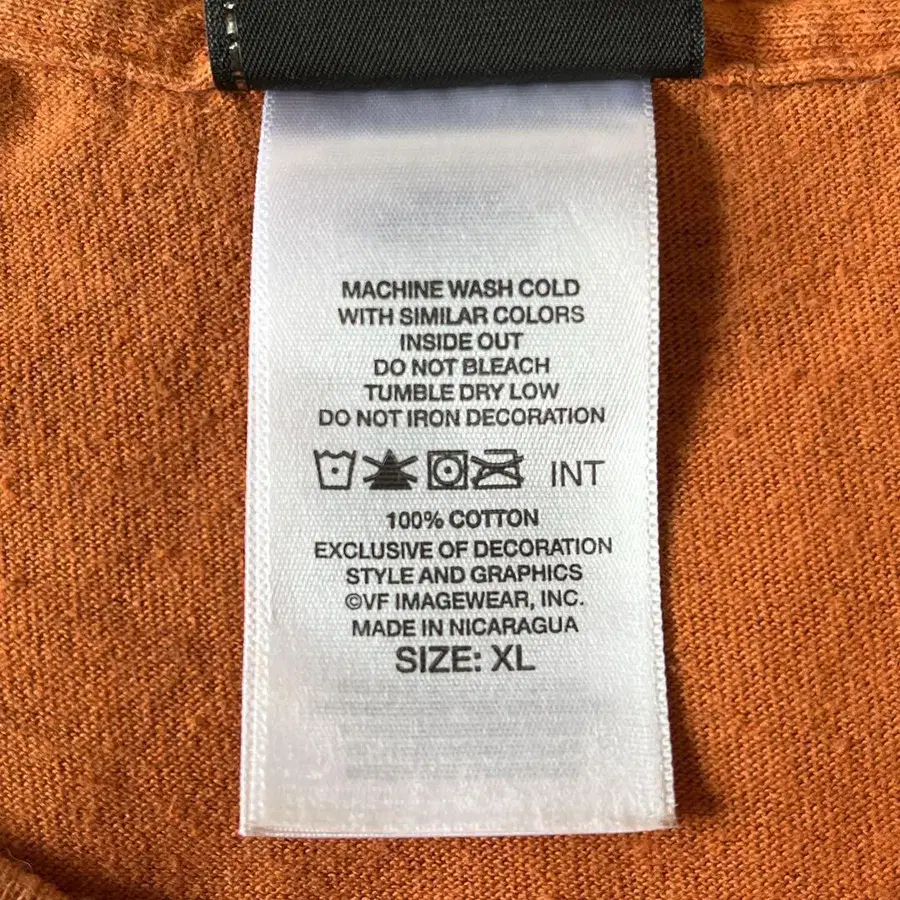 MACHINE WASH COLD
WITH SIMILAR COLORS
INSIDE OUT
DO NOT BLEACH
TUMBLE DRY LOW
DO NOT IRON DECORATION
INT
100% COTTON
EXCLUSIVE OF DECORATION
STYLE AND GRAPHICS
©VF IMAGEWEAR, INC.
MADE IN NICARAGUA
SIZE: XL